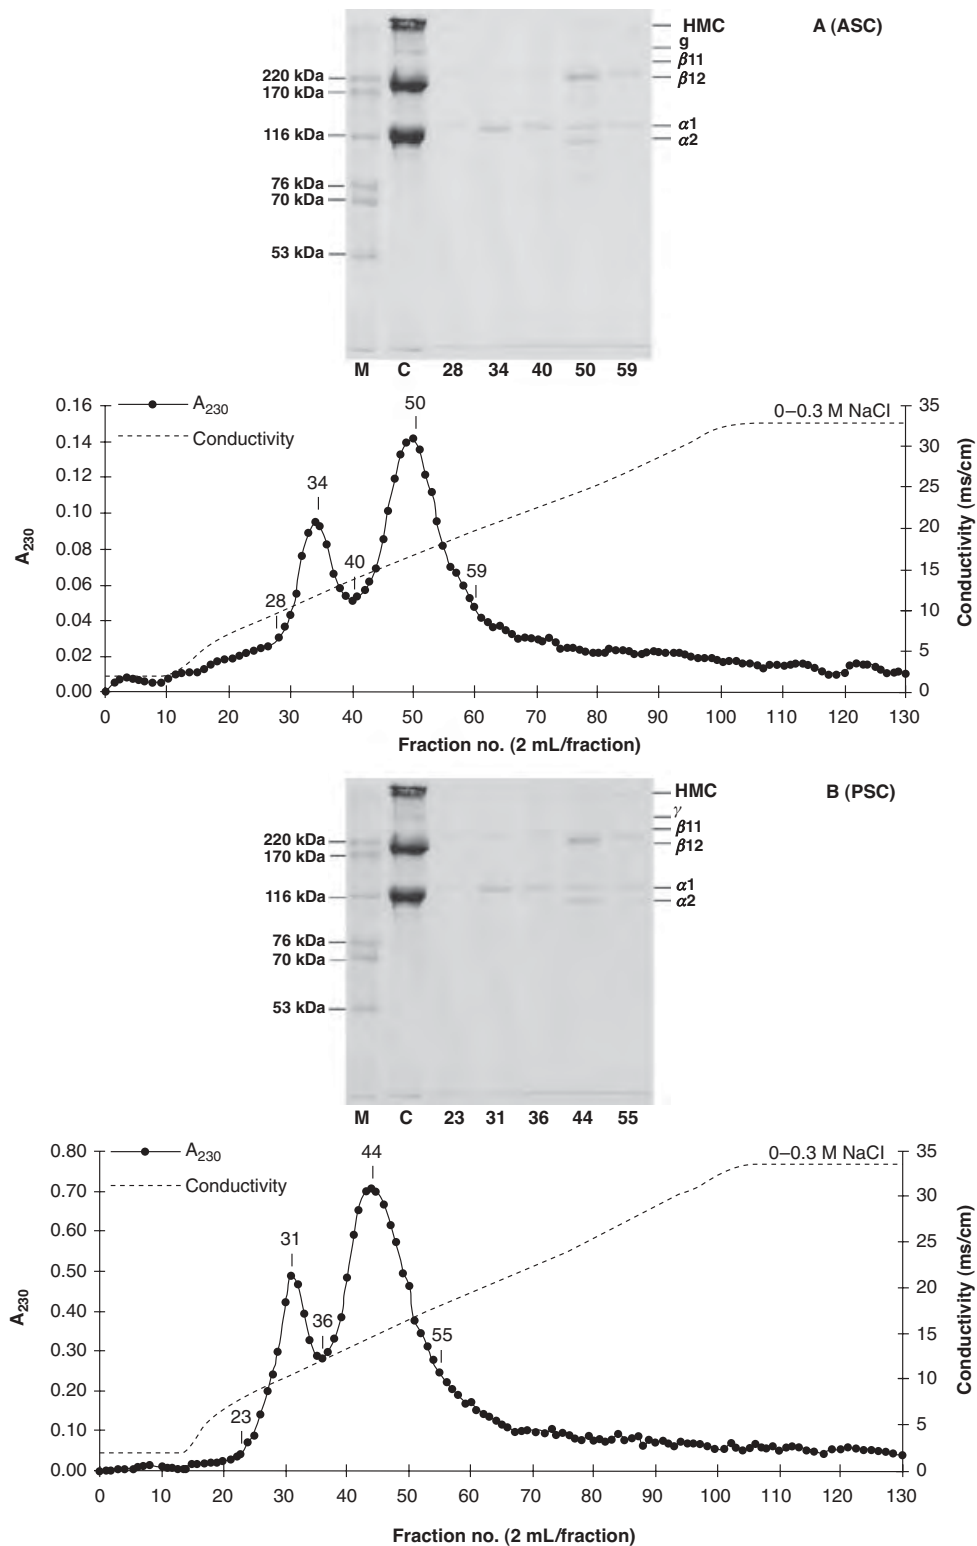 HMC
A (ASC)
g
β11
220 kDa
β12
170 kDa
α1
116 kDa
α2
76 kDa
70 kDa
53 kDa
M C 28 34 40 50 59
0.16
0.14
0.12
0.10
0.08
0.06
0.04
0.02
0.00
A230
A230
Conductivity
28
34
40
50
59
0–0.3 M NaCl
35
30
25
20
15
10
5
0
Conductivity (ms/cm)
0 10 20 30 40 50 60 70 80 90 100 110 120 130
Fraction no. (2 mL/fraction)
HMC
B (PSC)
γ
β11
220 kDa
β12
170 kDa
α1
116 kDa
α2
76 kDa
70 kDa
53 kDa
M C 23 31 36 44 55
0.80
0.70
0.60
0.50
0.40
0.30
0.20
0.10
0.00
A230
A230
Conductivity
23
31
36
44
55
0–0.3 M NaCl
35
30
25
20
15
10
5
0
Conductivity (ms/cm)
0 10 20 30 40 50 60 70 80 90 100 110 120 130
Fraction no. (2 mL/fraction)